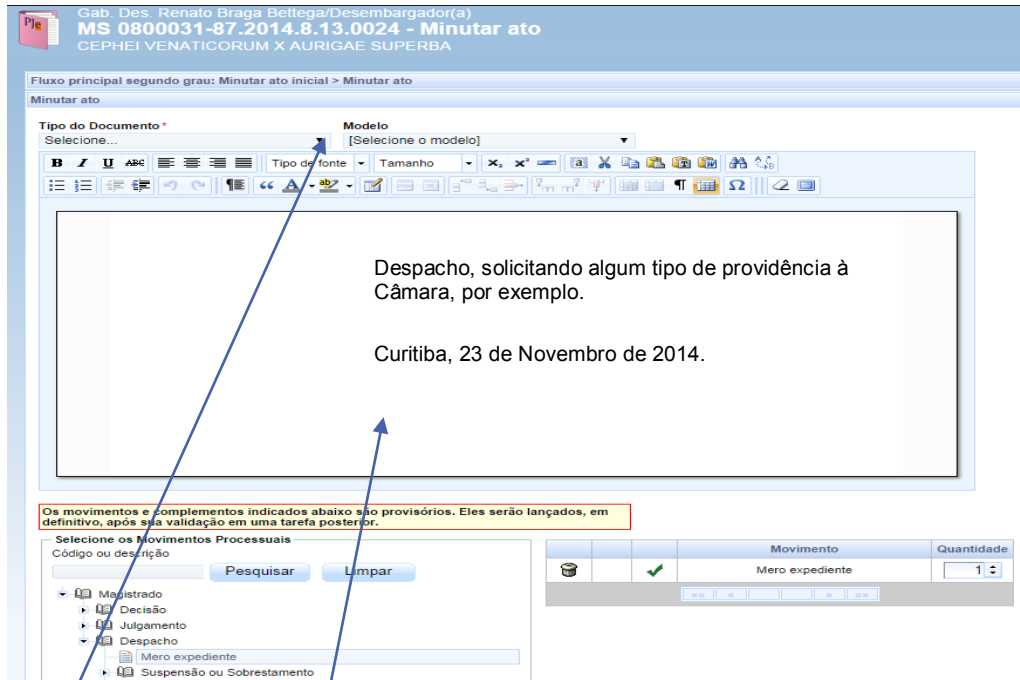 PJe
Gab. Des. Renato Braga Bettega/Desembargador(a)
MS 0800031-87.2014.8.13.0024 - Minutar ato
CEPHEI VENATICORUM X AURIGAE SUPERBA
Fluxo principal segundo grau: Minutar ato inicial > Minutar ato
Minutar ato
Tipo do Documento * Modelo
Selecione... [Selecione o modelo]
B I U ABC Tipo de fonte Tamanho
Despacho, solicitando algum tipo de providência à
Câmara, por exemplo.
Curitiba, 23 de Novembro de 2014.
Os movimentos e complementos indicados abaixo são provisórios. Eles serão lançados, em
definitivo, após sua validação em uma tarefa posterior.
Selecione os Movimentos Processuais
Código ou descrição
Pesquisar Limpar
Movimento Quantidade
Mero expediente 1
«« « » »»
Magistrado
Decisão
Julgamento
Despacho
Mero expediente
Suspensão ou Sobrestamento